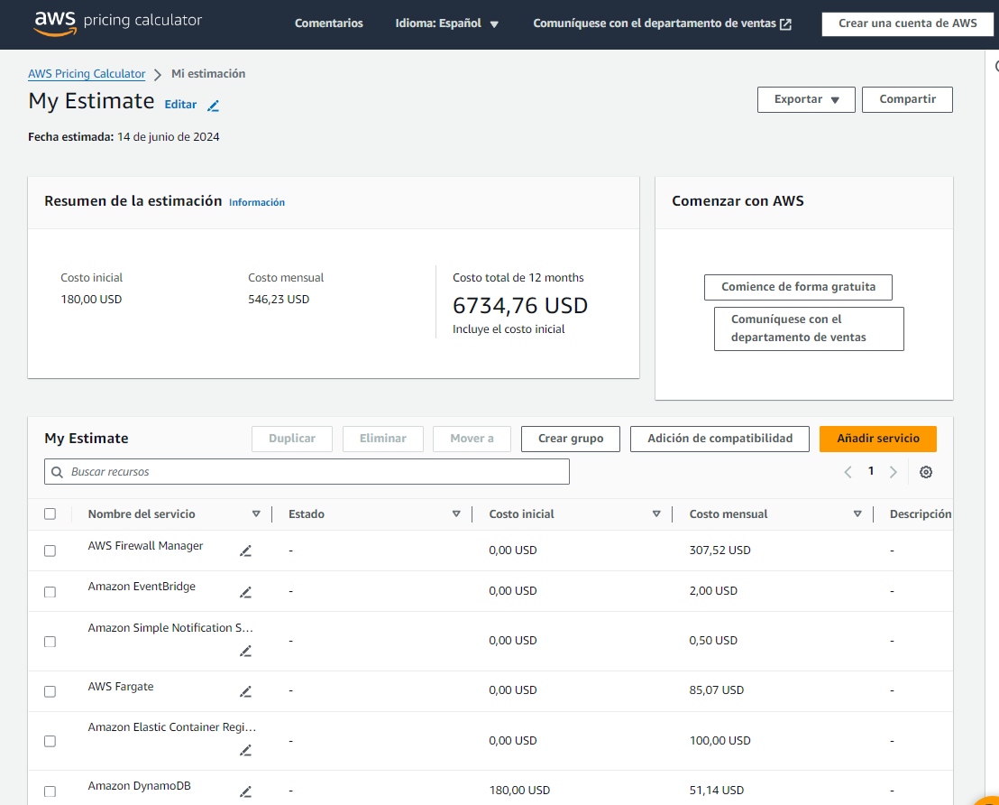 aws pricing calculator
Comentarios
Idioma: Español
Comuníquese con el departamento de ventas
Crear una cuenta de AWS
AWS Pricing Calculator
Mi estimación
My Estimate
Editar
Exportar
Compartir
Fecha estimada: 14 de junio de 2024
Resumen de la estimación Información
Costo inicial
180,00 USD
Costo mensual
546,23 USD
Costo total de 12 months
6734,76 USD
Incluye el costo inicial
Comenzar con AWS
Comience de forma gratuita
Comuníquese con el
departamento de ventas
My Estimate
Duplicar
Eliminar
Mover a
Crear grupo
Adición de compatibilidad
Añadir servicio
Buscar recursos
1
Nombre del servicio Estado Costo inicial Costo mensual Descripción
AWS Firewall Manager - 0,00 USD 307,52 USD -
Amazon EventBridge - 0,00 USD 2,00 USD -
Amazon Simple Notification S... - 0,00 USD 0,50 USD -
AWS Fargate - 0,00 USD 85,07 USD -
Amazon Elastic Container Regi... - 0,00 USD 100,00 USD -
Amazon DynamoDB - 180,00 USD 51,14 USD -